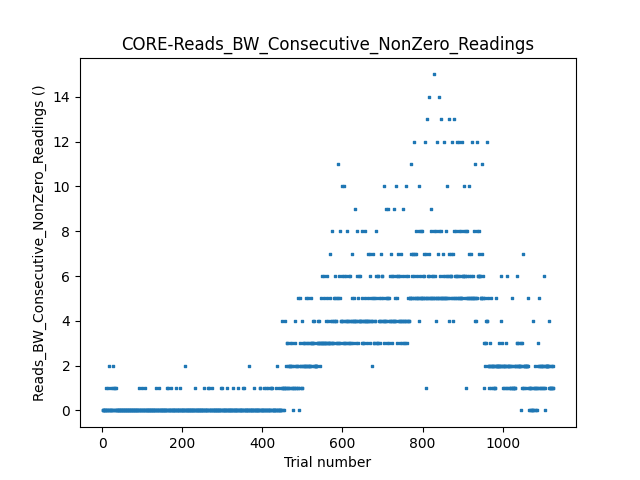 CORE-Reads_BW_Consecutive_NonZero_Readings
Reads_BW_Consecutive_NonZero_Readings ()
14
12
10
8
6
4
2
0
0 200 400 600 800 1000
Trial number